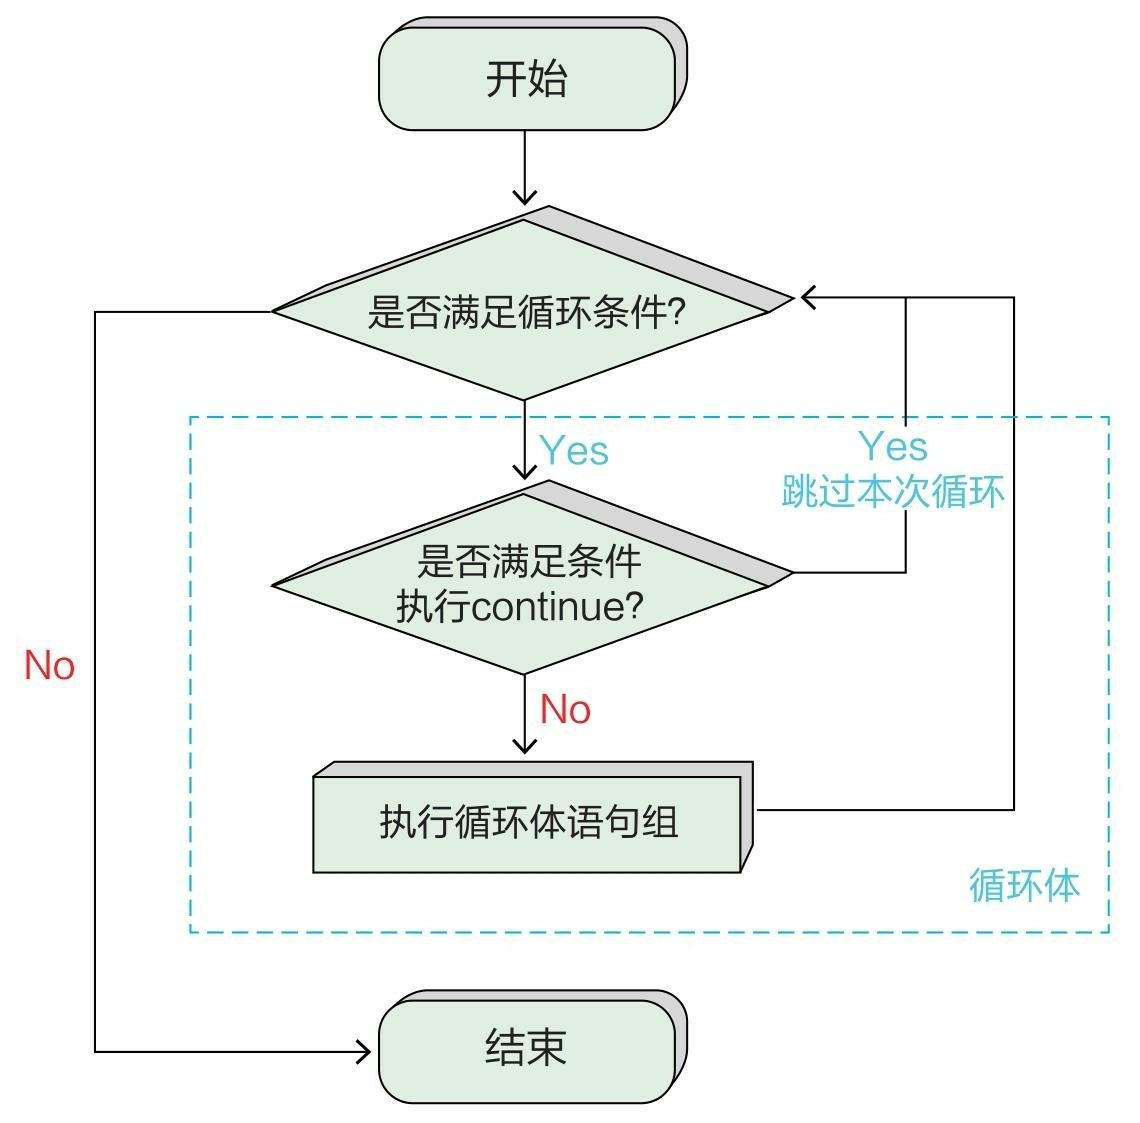 开始
是否满足循环条件?
Yes
Yes
跳过本次循环
是否满足条件
执行continue?
No
No
执行循环体语句组
循环体
结束